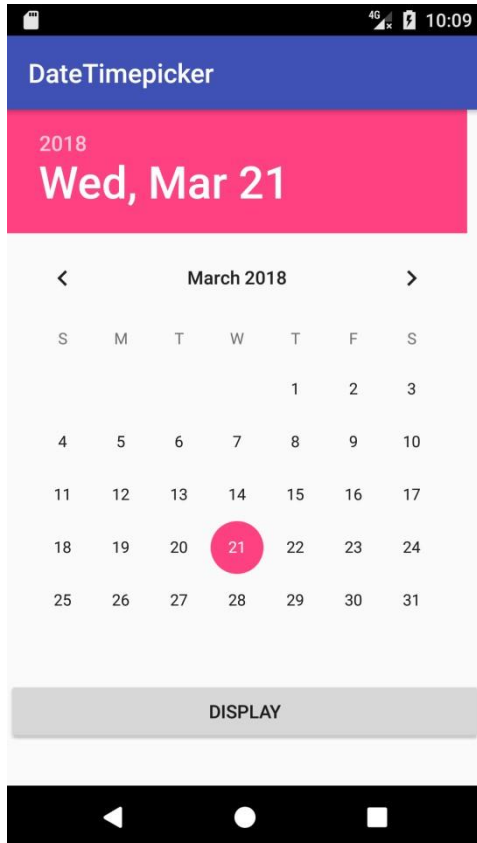 4G 10:09
DateTimepicker
2018
Wed, Mar 21
March 2018
S M T W T F S
1 2 3
4 5 6 7 8 9 10
11 12 13 14 15 16 17
18 19 20 21 22 23 24
25 26 27 28 29 30 31
DISPLAY